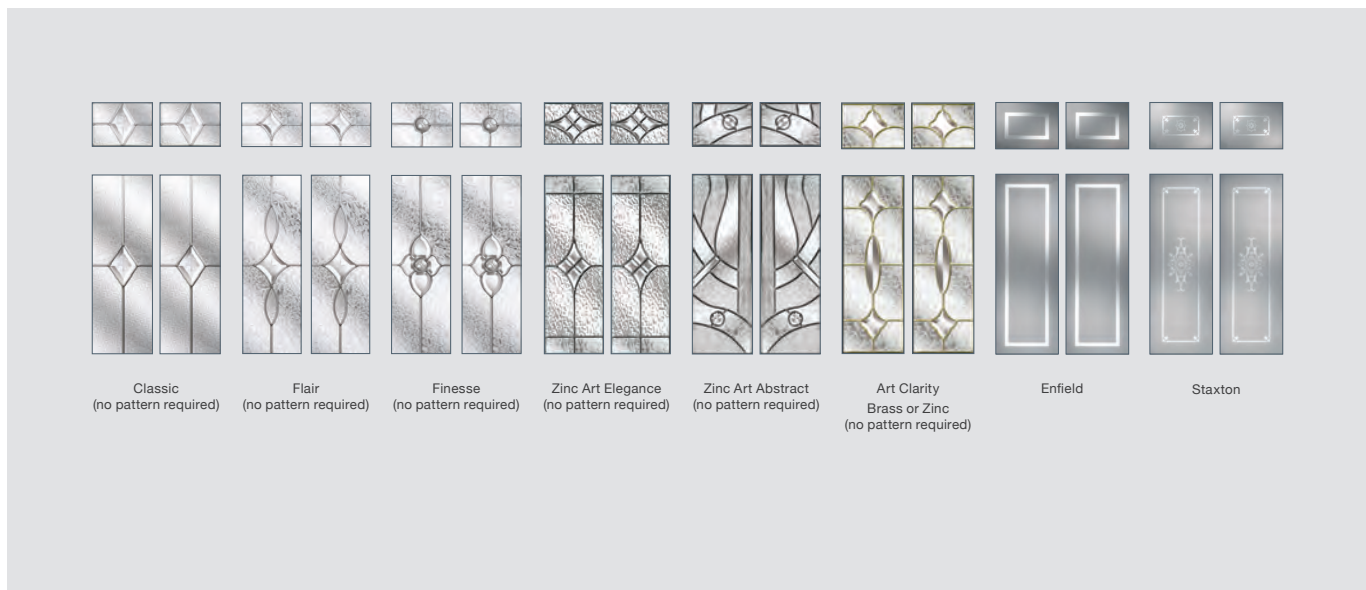 Classic
(no pattern required)
Flair
(no pattern required)
Finesse
(no pattern required)
Zinc Art Elegance
(no pattern required)
Zinc Art Abstract
(no pattern required)
Art Clarity
Brass or Zinc
(no pattern required)
Enfield
Staxton